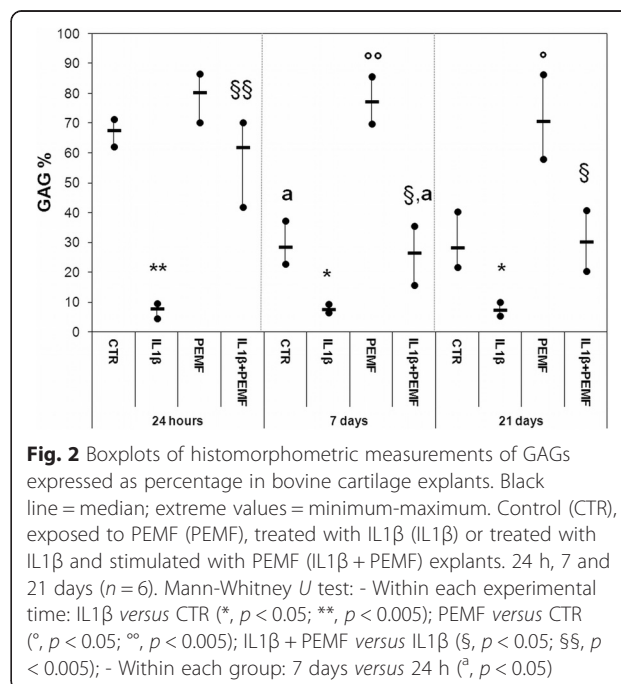 GAG %
100
90
80
70
60
50
40
30
20
10
0
**
§§
a
*
°°
§,a
*
°
§
CTR
IL1β
PEMF
IL1β+PEMF
CTR
IL1β
PEMF
IL1β+PEMF
CTR
IL1β
PEMF
IL1β+PEMF
24 hours
7 days
21 days
Fig. 2 Boxplots of histomorphometric measurements of GAGs
expressed as percentage in bovine cartilage explants. Black
line = median; extreme values = minimum-maximum. Control (CTR),
exposed to PEMF (PEMF), treated with IL1β (IL1β) or treated with
IL1β and stimulated with PEMF (IL1β + PEMF) explants. 24 h, 7 and
21 days (n = 6). Mann-Whitney U test: - Within each experimental
time: IL1β versus CTR (*, p < 0.05; **, p < 0.005); PEMF versus CTR
(°, p < 0.05; °°, p < 0.005); IL1β + PEMF versus IL1β (§, p < 0.05; §§, p
< 0.005); - Within each group: 7 days versus 24 h (ª, p < 0.05)